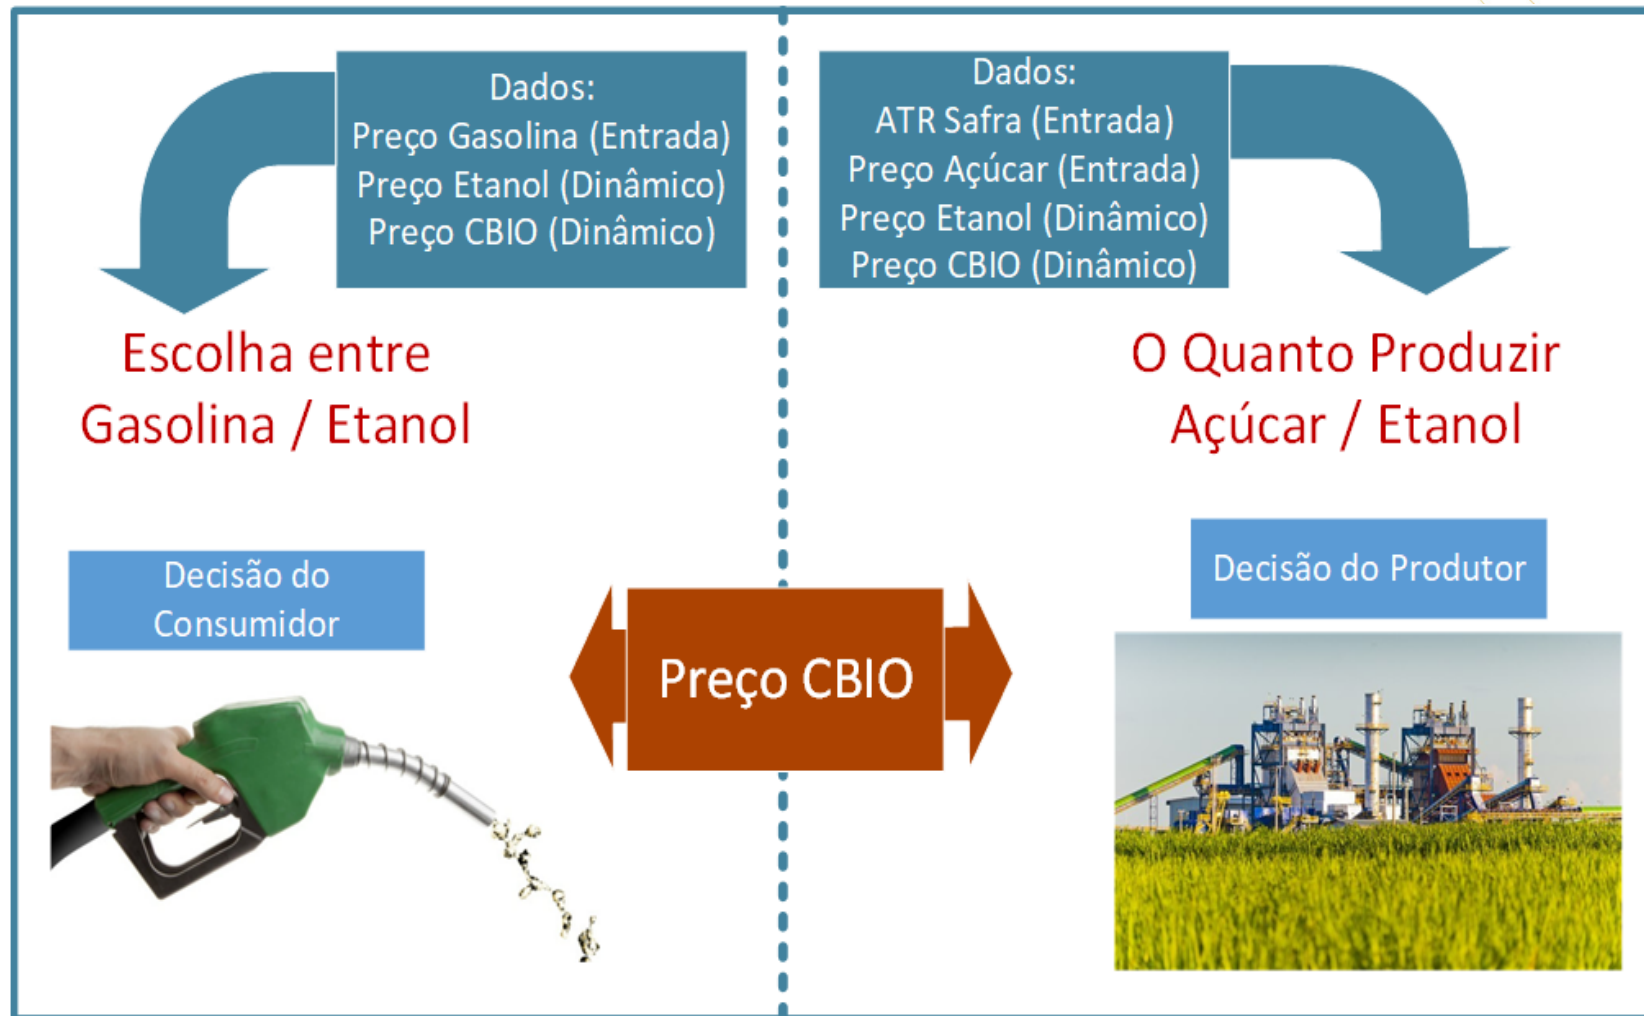 Dados:
Preço Gasolina (Entrada)
Preço Etanol (Dinâmico)
Preço CBIO (Dinâmico)
Escolha entre
Gasolina / Etanol
Decisão do
Consumidor
Preço CBIO
Dados:
ATR Safra (Entrada)
Preço Açúcar (Entrada)
Preço Etanol (Dinâmico)
Preço CBIO (Dinâmico)
O Quanto Produzir
Açúcar / Etanol
Decisão do Produtor